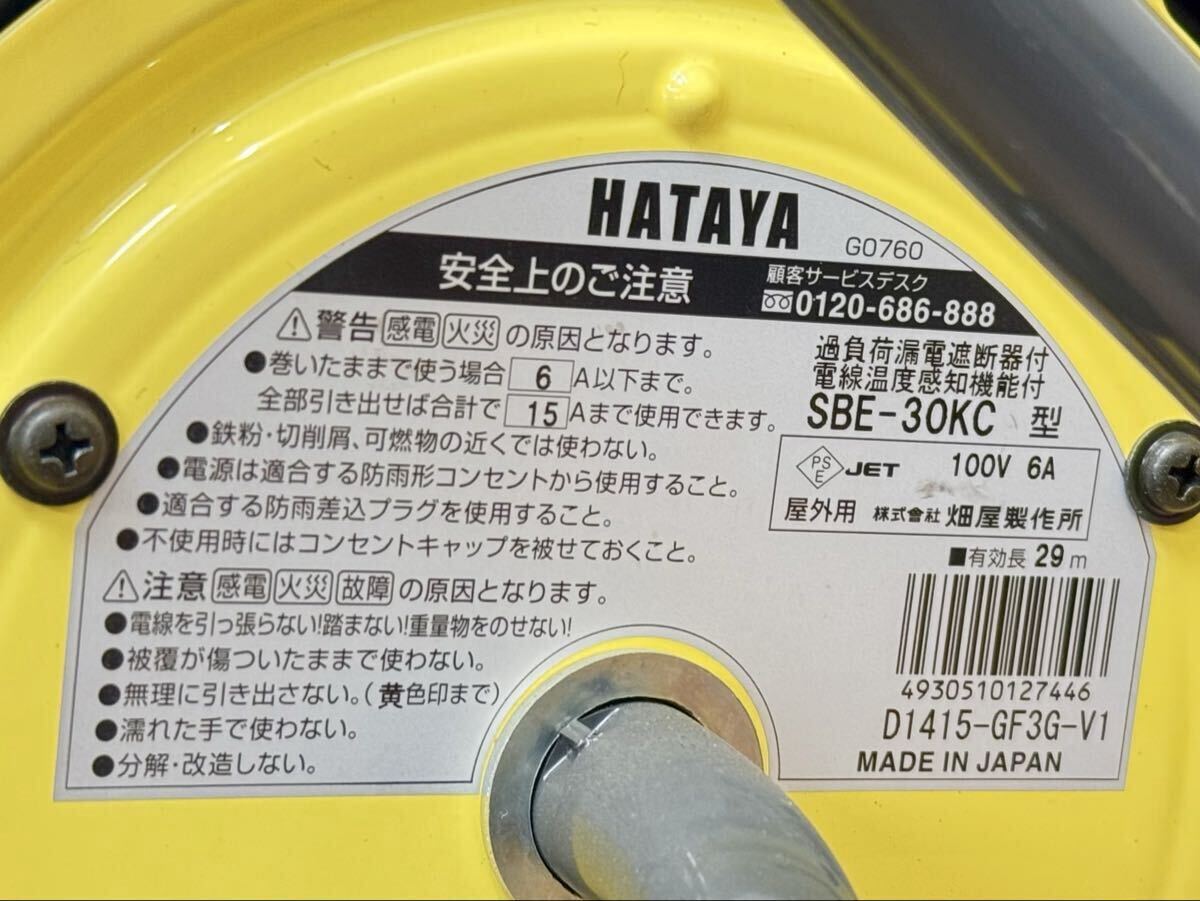 HATAYA
G0760
安全上のご注意
顧客サービスデスク
0120-686-888
警告 感電 火災 の原因となります。
●巻いたままで使う場合 6 A以下まで。
全部引き出せば合計で 15 Aまで使用できます。
●鉄粉・切削屑、可燃物の近くでは使わない。
●電源は適合する防雨形コンセントから使用すること。
●適合する防雨差込プラグを使用すること。
●不使用時にはコンセントキャップを被せておくこと。
注意 感電 火災 故障 の原因となります。
●電線を引っ張らない!踏まない!重量物をのせない!
●被覆が傷ついたままで使わない。
●無理に引き出さない。(黄色印まで)
●濡れた手で使わない。
●分解・改造しない。
過負荷漏電遮断器付
電線温度感知機能付
SBE-30KC 型
PSE JET 100V 6A
屋外用 株式會社 畑屋製作所
■有効長 29m
4930510127446
D1415-GF3G-V1
MADE IN JAPAN